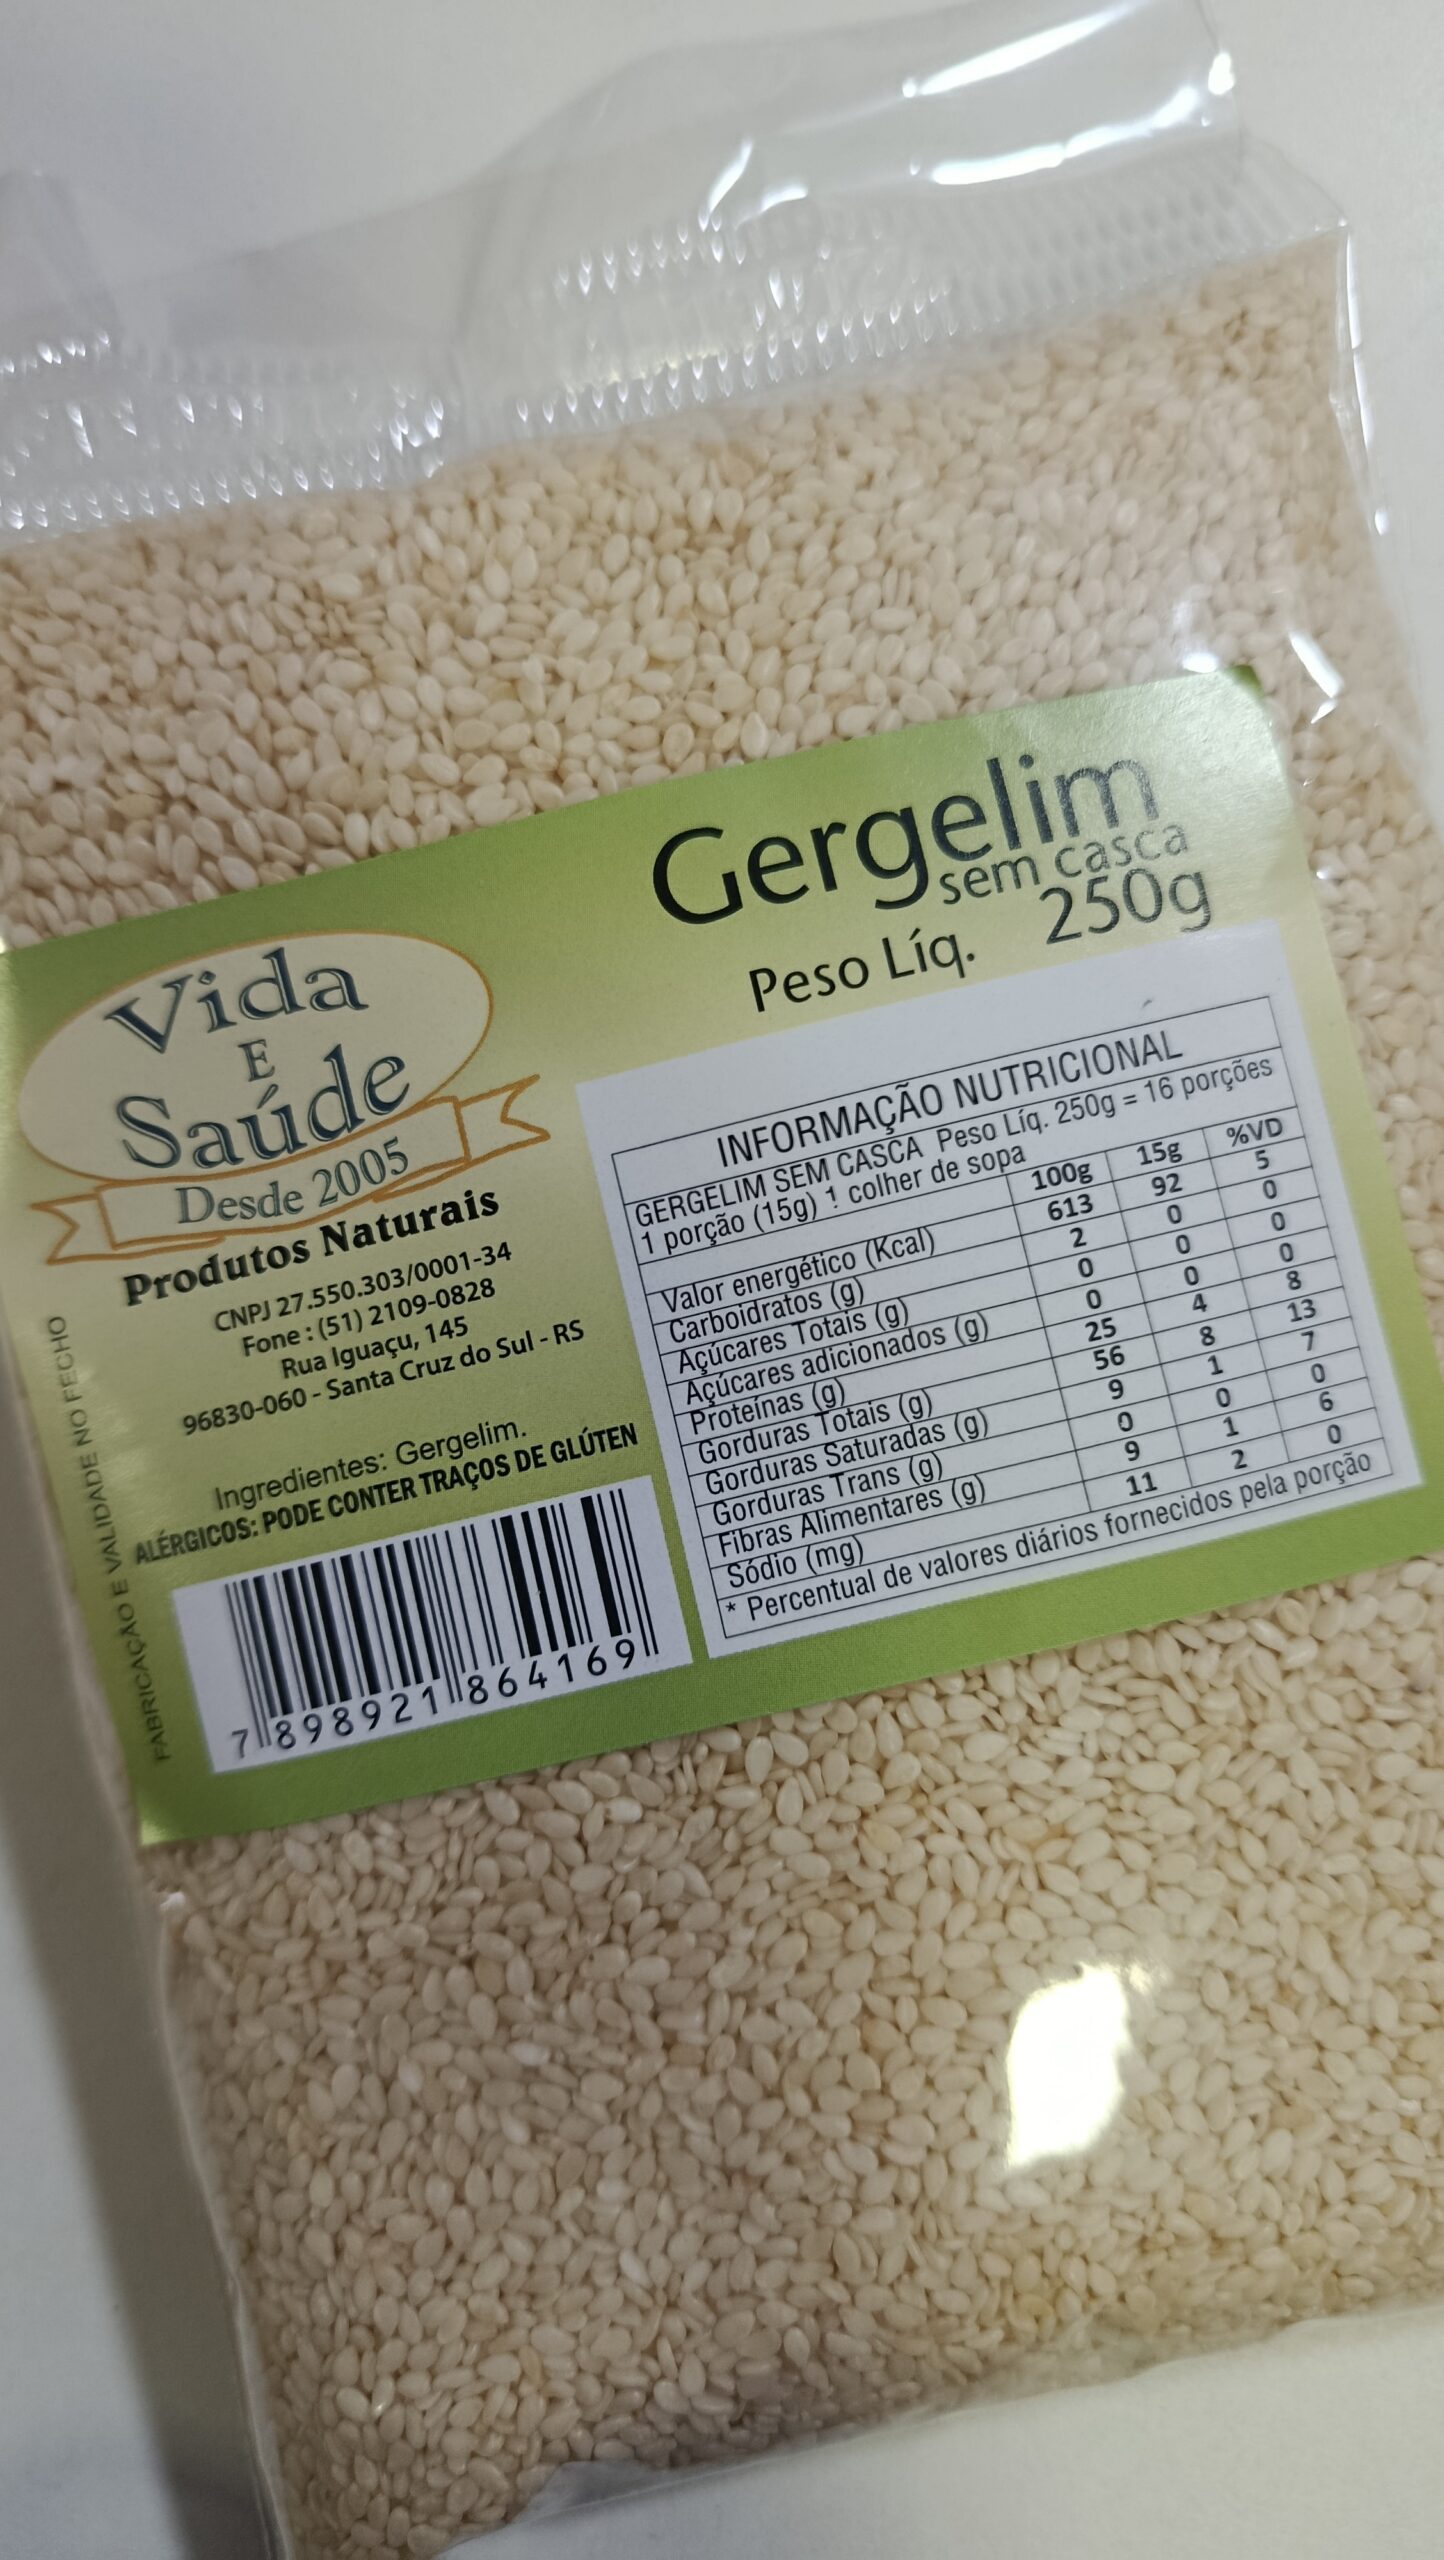 Gergelim
sem casca
Peso Líq. 250g
Vida
E
Saúde
Desde 2005
Produtos Naturais
CNPJ 27.550.303/0001-34
Fone : (51) 2109-0828
Rua Iguaçu, 145
96830-060 - Santa Cruz do Sul - RS
Ingredientes: Gergelim.
ALÉRGICOS: PODE CONTER TRAÇOS DE GLÚTEN
7 898921 864169
FABRICAÇÃO E VALIDADE NO FECHO
INFORMAÇÃO NUTRICIONAL
GERGELIM SEM CASCA Peso Líq. 250g = 16 porções
1 porção (15g) 1 colher de sopa
100g 15g %VD
Valor energético (Kcal) 613 92 5
Carboidratos (g) 2 0 0
Açúcares Totais (g) 0 0 0
Açúcares adicionados (g) 0 0 0
Proteínas (g) 25 4 8
Gorduras Totais (g) 56 8 13
Gorduras Saturadas (g) 9 1 7
Gorduras Trans (g) 0 0 0
Fibras Alimentares (g) 9 1 6
Sódio (mg) 11 2 0
* Percentual de valores diários fornecidos pela porção